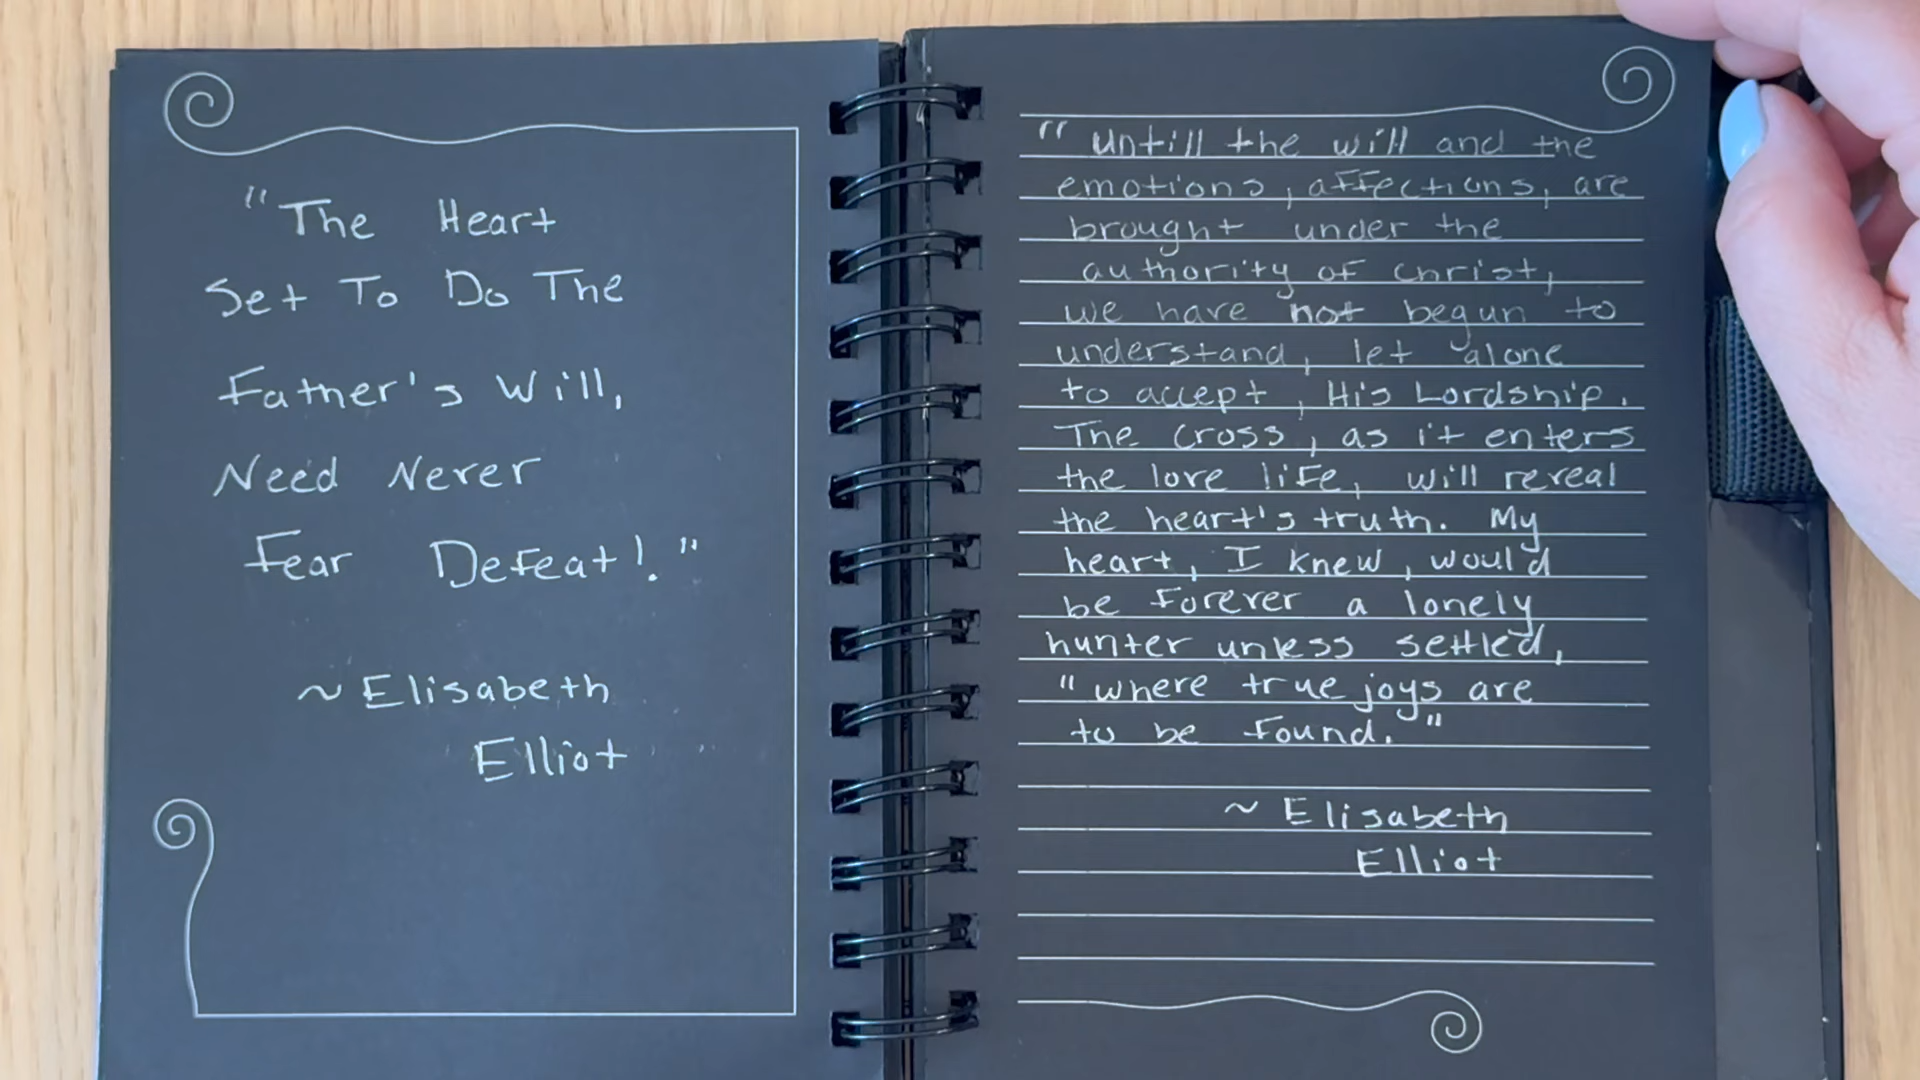 "The Heart
Set To Do The
Father's Will,
Need Never
Fear Defeat!."
~ Elisabeth
Elliot
"untill the will and the
emotions, affections, are
brought under the
authority of christ,
we have not begun to
understand, let alone
to accept, His Lordship.
The cross, as it enters
the love life, will reveal
the heart's truth. My
heart, I knew, would
be forever a lonely
hunter unless settled,
"where true joys are
to be found."
~ Elisabeth
Elliot